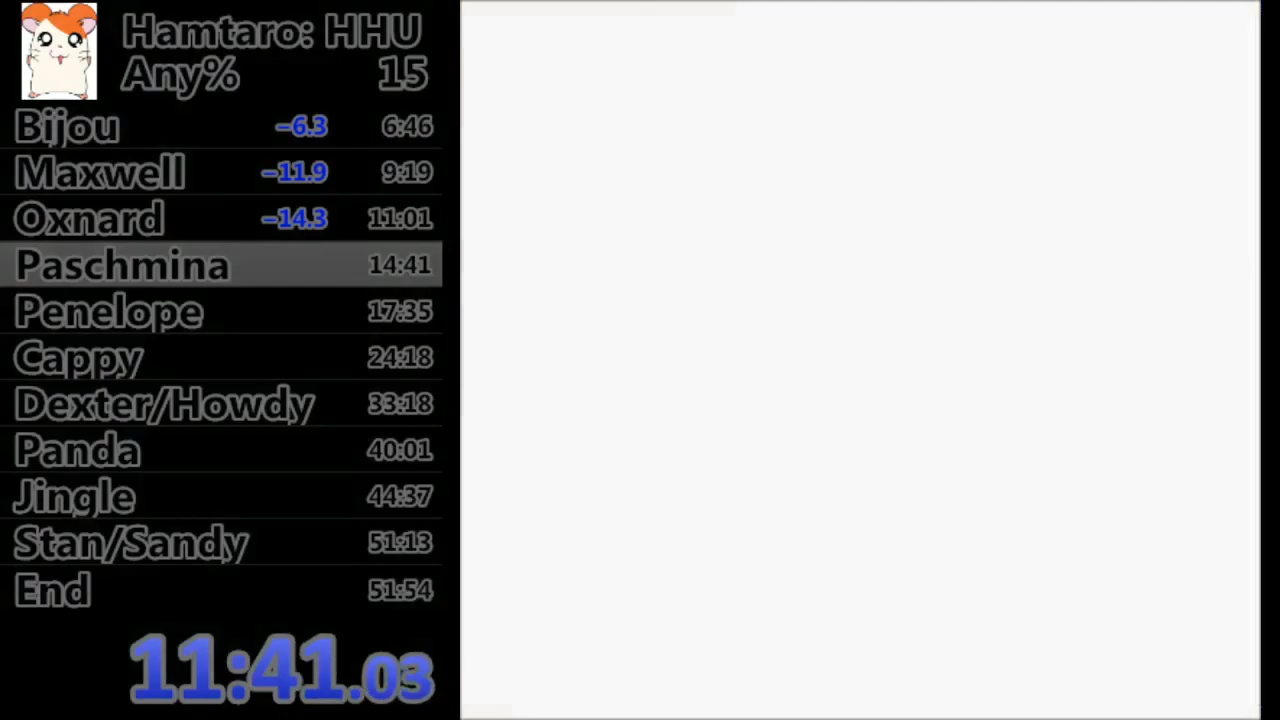 Hamtaro: HHU
Any% 15
Bijou -6.3 6:46
Maxwell -11.9 9:19
Oxnard -14.3 11:01
Paschmina 14:41
Penelope 17:35
Cappy 24:18
Dexter/Howdy 33:18
Panda 40:01
Jingle 44:37
Stan/Sandy 51:13
End 51:54
11:41.03